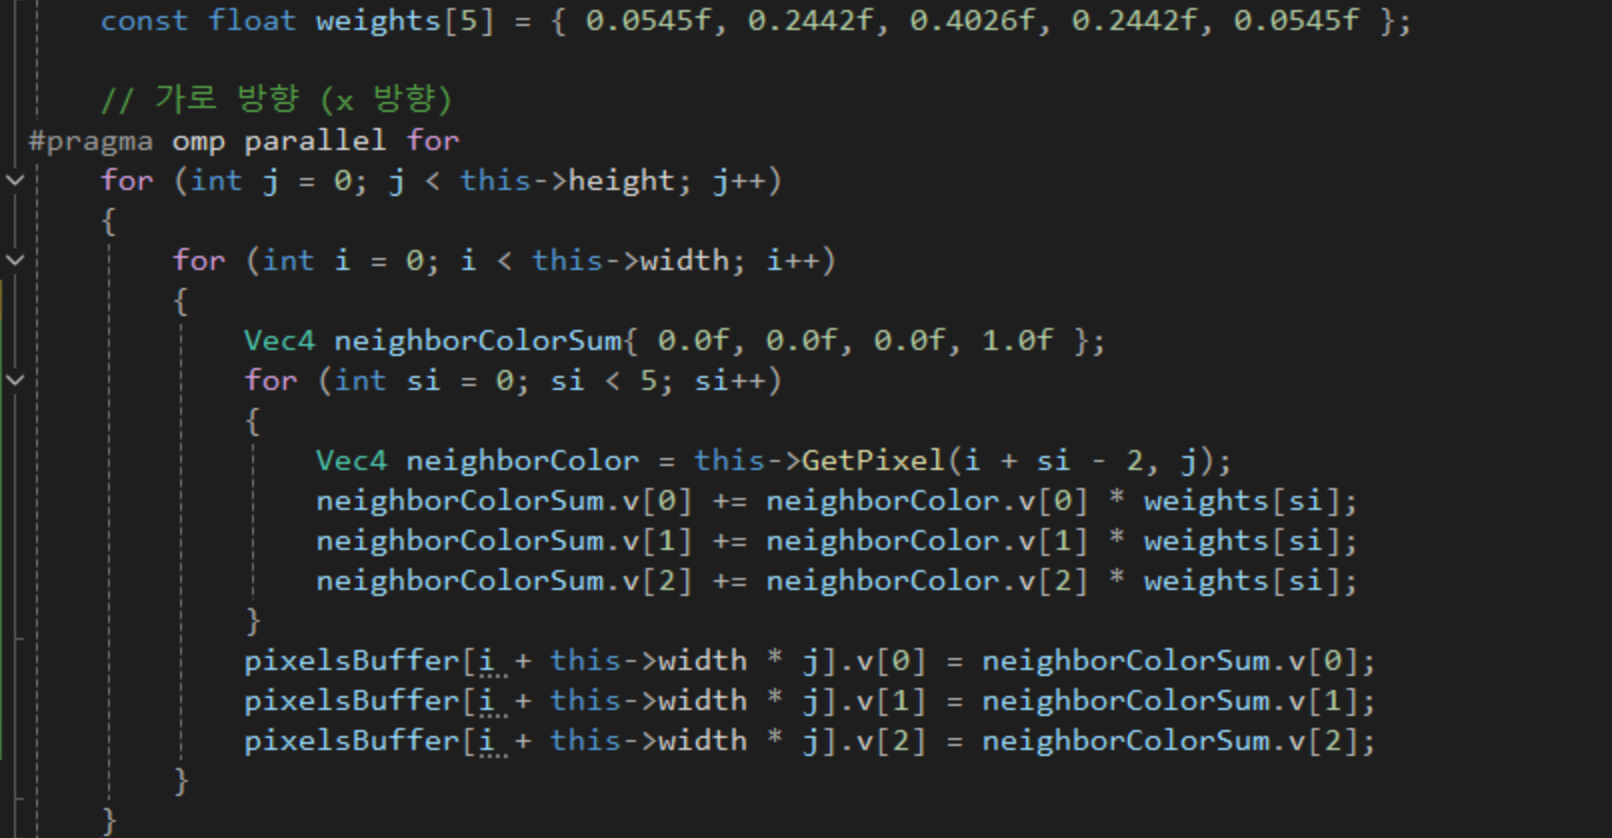 const float weights[5] = { 0.0545f, 0.2442f, 0.4026f, 0.2442f, 0.0545f };
// 가로 방향 (x 방향)
#pragma omp parallel for
for (int j = 0; j < this->height; j++)
{
for (int i = 0; i < this->width; i++)
{
Vec4 neighborColorSum{ 0.0f, 0.0f, 0.0f, 1.0f };
for (int si = 0; si < 5; si++)
{
Vec4 neighborColor = this->GetPixel(i + si - 2, j);
neighborColorSum.v[0] += neighborColor.v[0] * weights[si];
neighborColorSum.v[1] += neighborColor.v[1] * weights[si];
neighborColorSum.v[2] += neighborColor.v[2] * weights[si];
}
pixelsBuffer[i + this->width * j].v[0] = neighborColorSum.v[0];
pixelsBuffer[i + this->width * j].v[1] = neighborColorSum.v[1];
pixelsBuffer[i + this->width * j].v[2] = neighborColorSum.v[2];
}
}